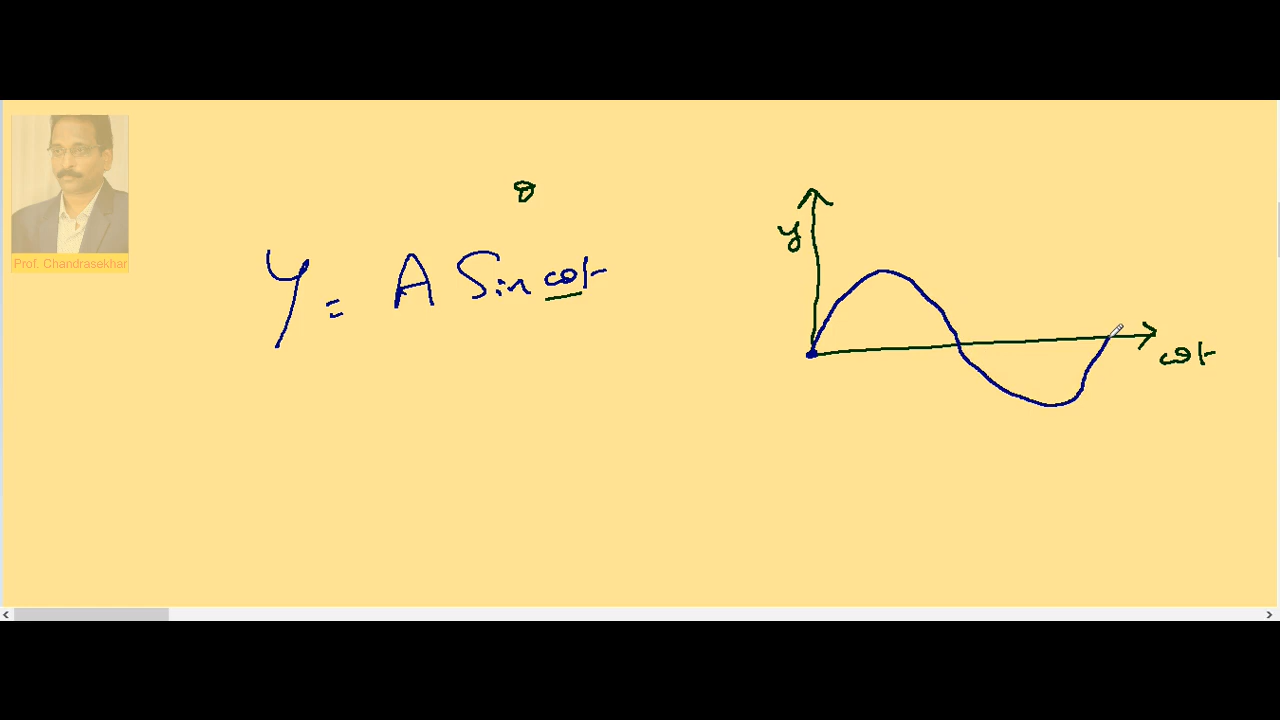 Prof. Chandrasekhar
θ
Y = A Sin ωt
y
ωt